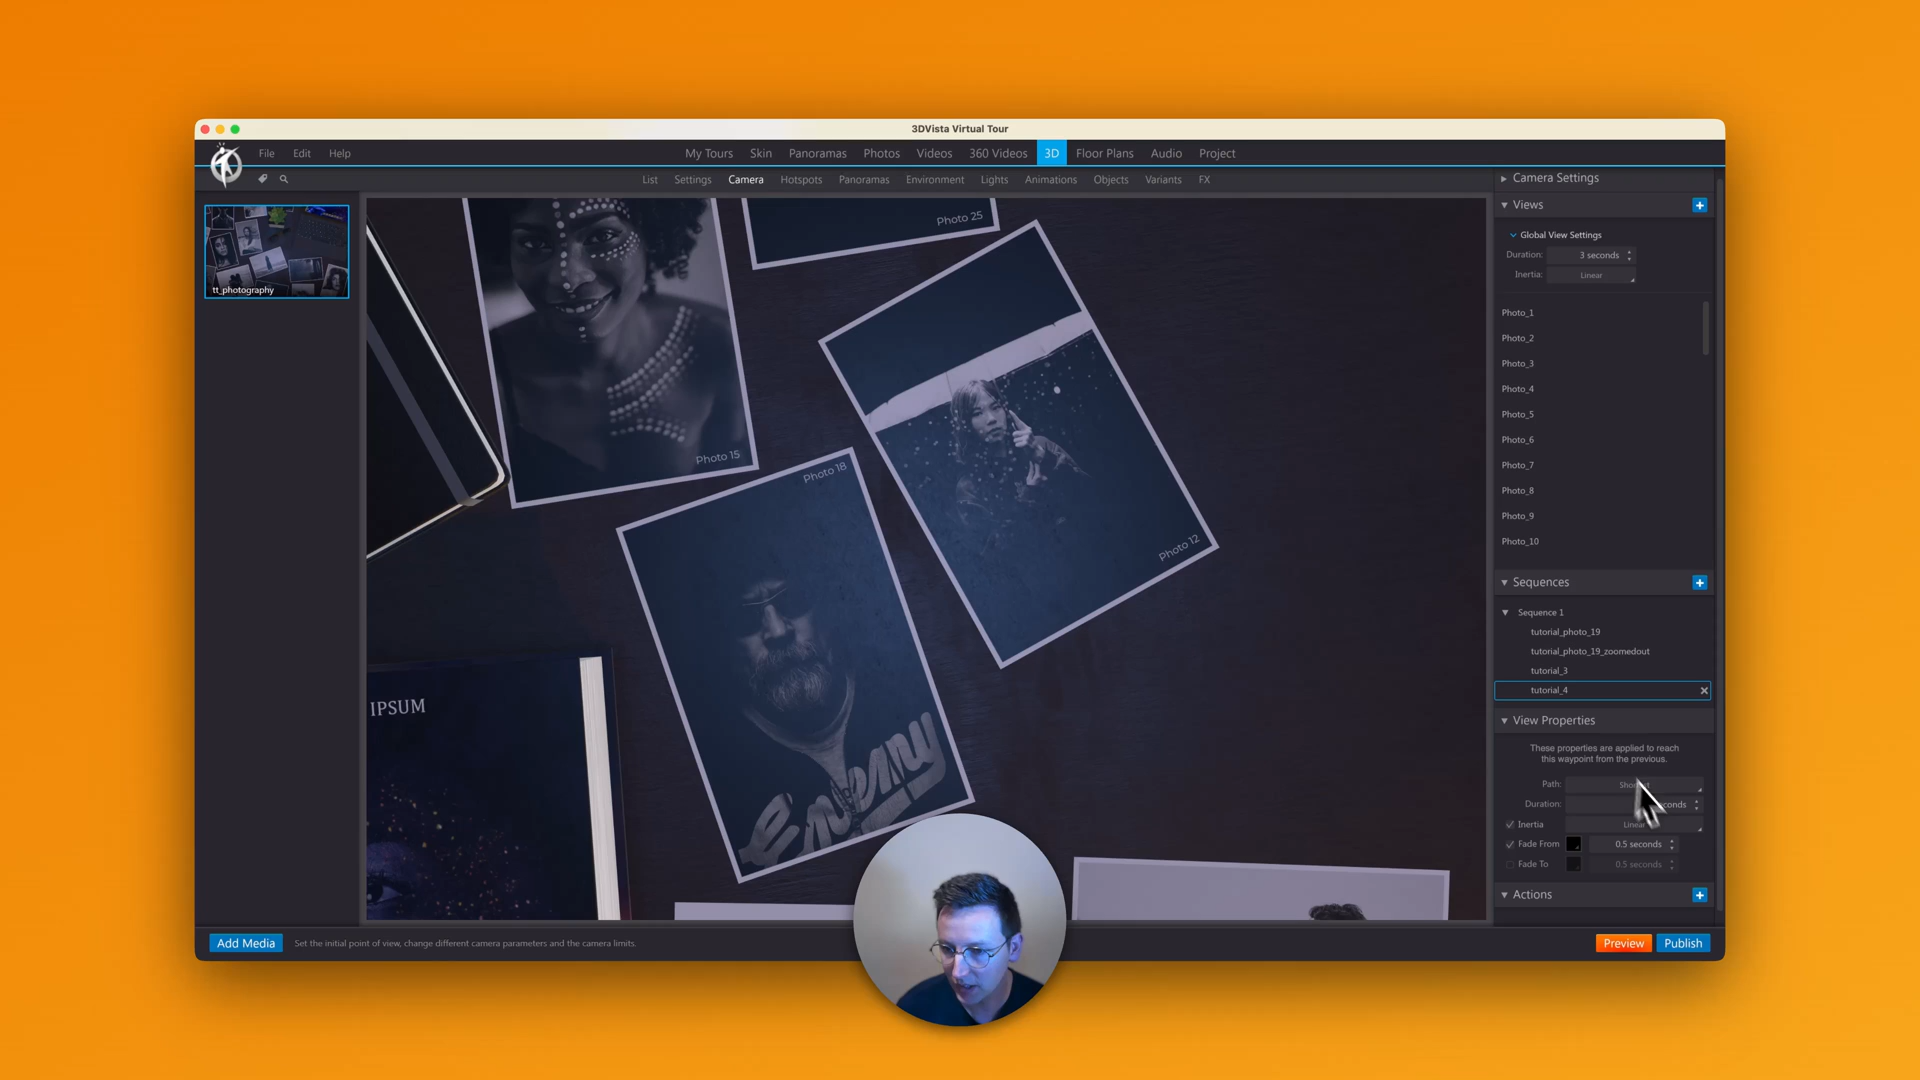 3DVista Virtual Tour
File Edit Help
My Tours Skin Panoramas Photos Videos 360 Videos 3D Floor Plans Audio Project
List Settings Camera Hotspots Panoramas Environment Lights Animations Objects Variants FX
tt_photography
Photo 25
Photo 15
Photo 18
Photo 12
IPSUM
Enemy
Camera Settings
Views
Global View Settings
Duration: 3 seconds
Inertia: Linear
Photo_1
Photo_2
Photo_3
Photo_4
Photo_5
Photo_6
Photo_7
Photo_8
Photo_9
Photo_10
Sequences
Sequence 1
tutorial_photo_19
tutorial_photo_19_zoomedout
tutorial_3
tutorial_4
View Properties
These properties are applied to reach
this waypoint from the previous.
Path:
Duration:
Inertia Linear
Fade From 0.5 seconds
Fade To 0.5 seconds
Actions
Add Media Set the initial point of view, change different camera parameters and the camera limits.
Preview Publish